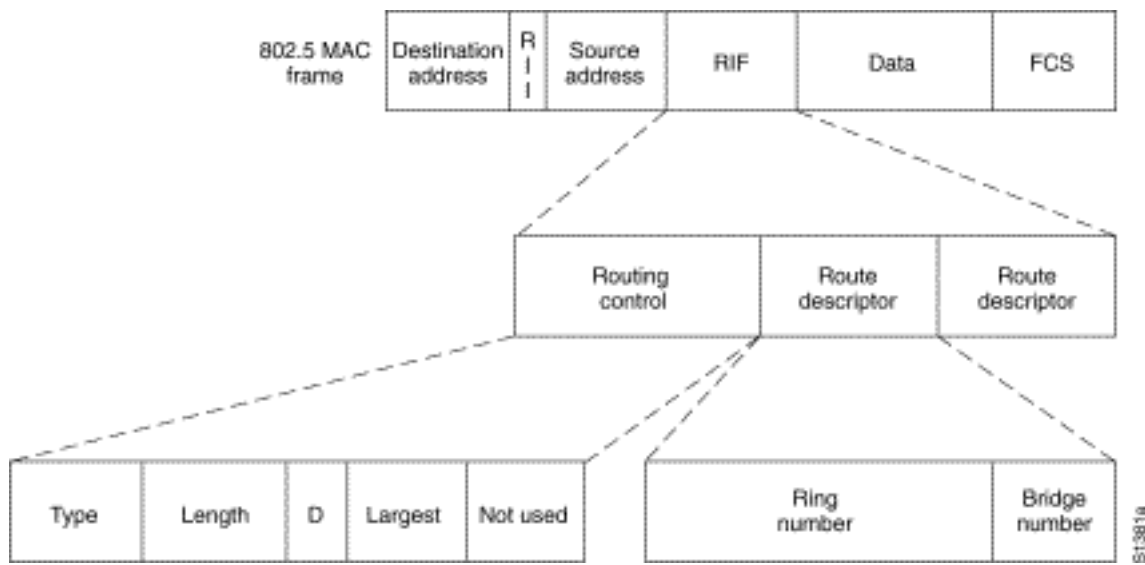 802.5 MAC
frame
Destination
address
R
I
I
Source
address
RIF
Data
FCS
Routing
control
Route
descriptor
Route
descriptor
Type
Length
D
Largest
Not used
Ring
number
Bridge
number
S1381a